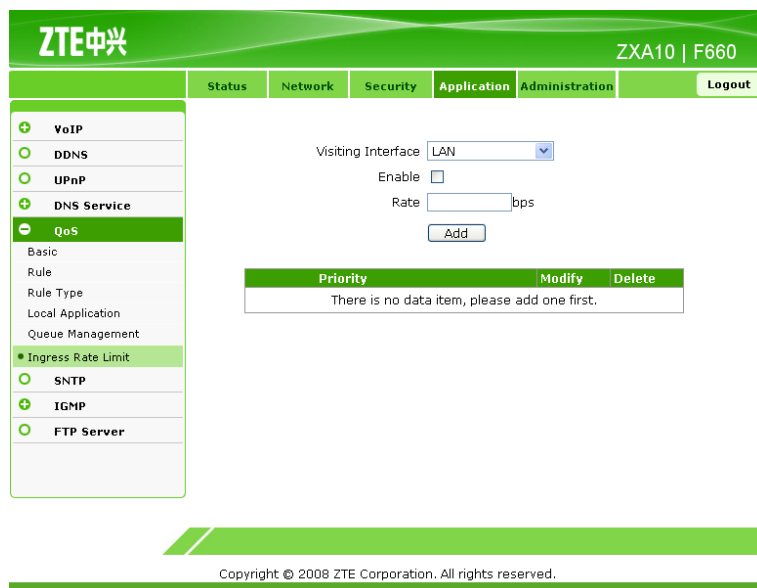 ZTE中兴
ZXA10 | F660
Status Network Security Application Administration Logout
VoIP
DDNS
UPnP
DNS Service
QoS
Basic
Rule
Rule Type
Local Application
Queue Management
Ingress Rate Limit
SNTP
IGMP
FTP Server
Visiting Interface LAN
Enable
Rate bps
Add
Priority Modify Delete
There is no data item, please add one first.
Copyright © 2008 ZTE Corporation. All rights reserved.